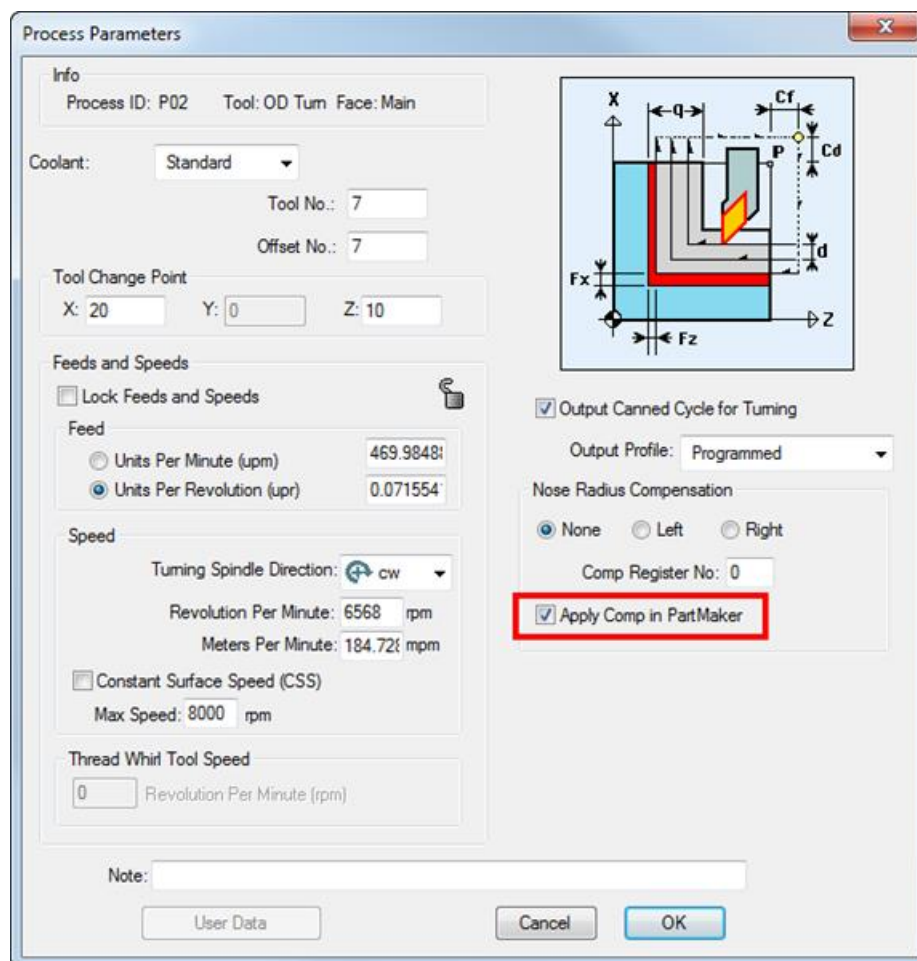 Process Parameters
Info
Process ID: P02 Tool: OD Turn Face: Main
Coolant: Standard
Tool No.: 7
Offset No.: 7
Tool Change Point
X: 20 Y: 0 Z: 10
Feeds and Speeds
Lock Feeds and Speeds
Feed
Units Per Minute (upm) 469.9848
Units Per Revolution (upr) 0.071554
Speed
Turning Spindle Direction: cw
Revolution Per Minute: 6568 rpm
Meters Per Minute: 184.728 mpm
Constant Surface Speed (CSS)
Max Speed: 8000 rpm
Thread Whirl Tool Speed
0 Revolution Per Minute (rpm)
X q Cf
P Cd
d
Fx
Z
Fz
Output Canned Cycle for Turning
Output Profile: Programmed
Nose Radius Compensation
None Left Right
Comp Register No: 0
Apply Comp in PartMaker
Note:
User Data Cancel OK